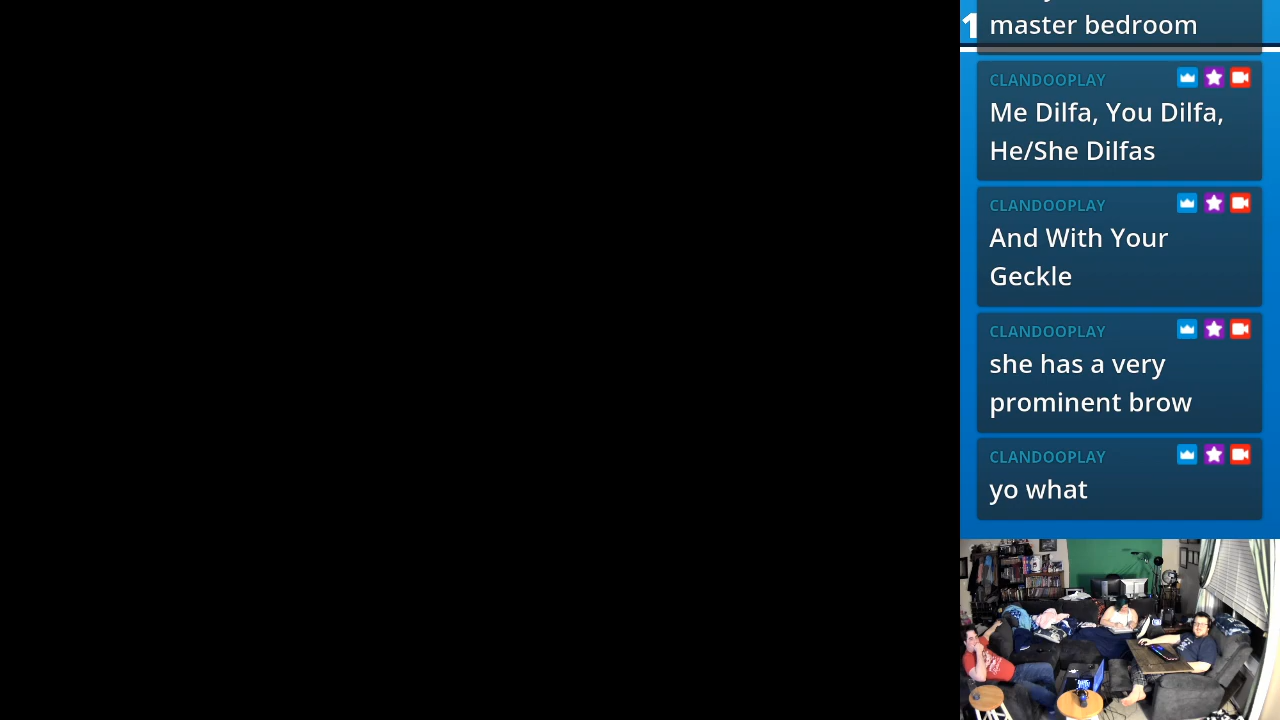 1
master bedroom
CLANDOOPLAY
Me Dilfa, You Dilfa,
He/She Dilfas
CLANDOOPLAY
And With Your
Geckle
CLANDOOPLAY
she has a very
prominent brow
CLANDOOPLAY
yo what